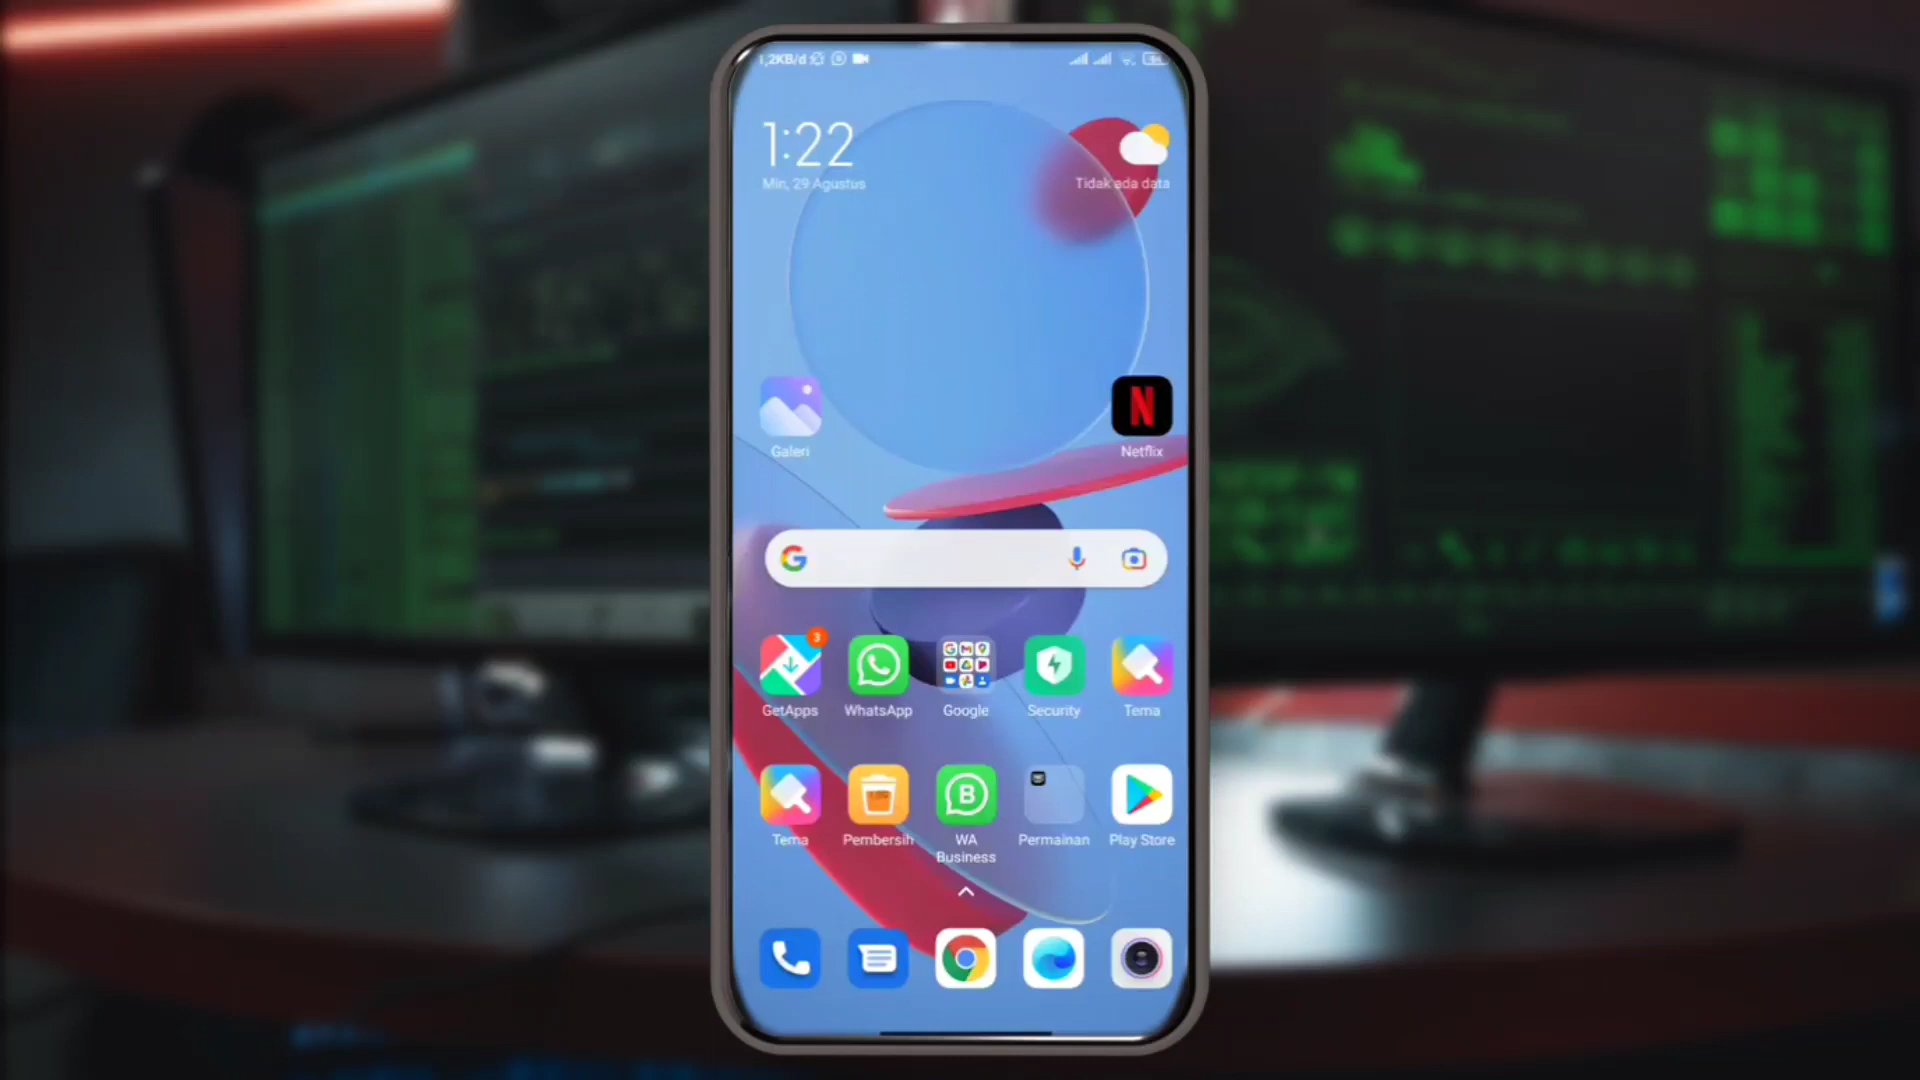 1,2KB/d
1:22
Min, 29 Agustus
Tidak ada data
Galeri
Netflix
GetApps
WhatsApp
Google
Security
Tema
Tema
Pembersih
WA
Business
Permainan
Play Store
3